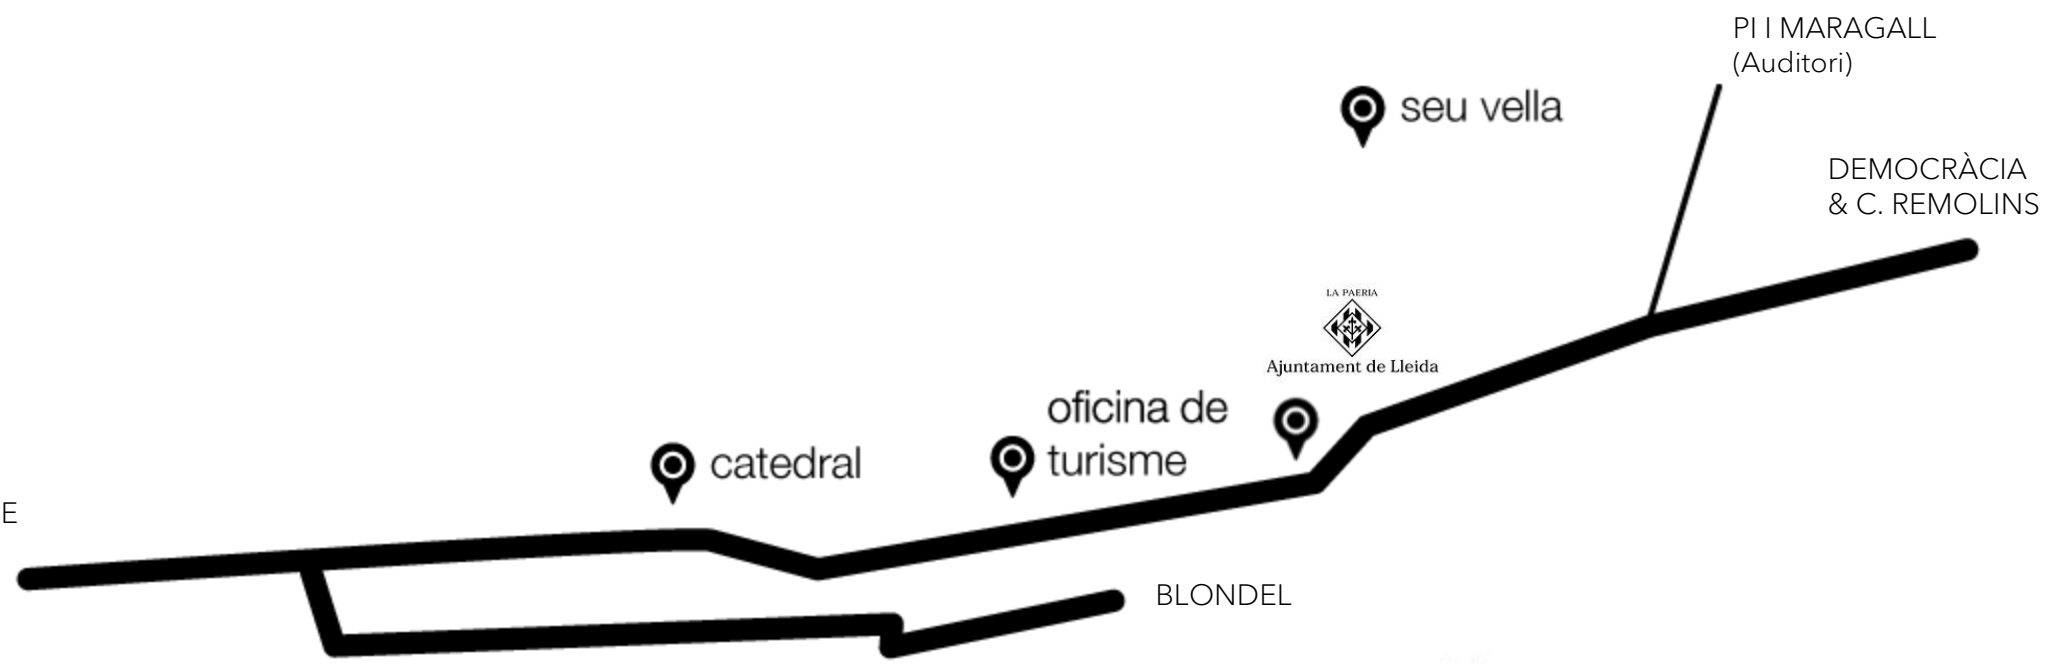 PI I MARAGALL
(Auditori)
seu vella
DEMOCRÀCIA
& C. REMOLINS
LA PAERIA
Ajuntament de Lleida
oficina de
turisme
catedral
E
BLONDEL